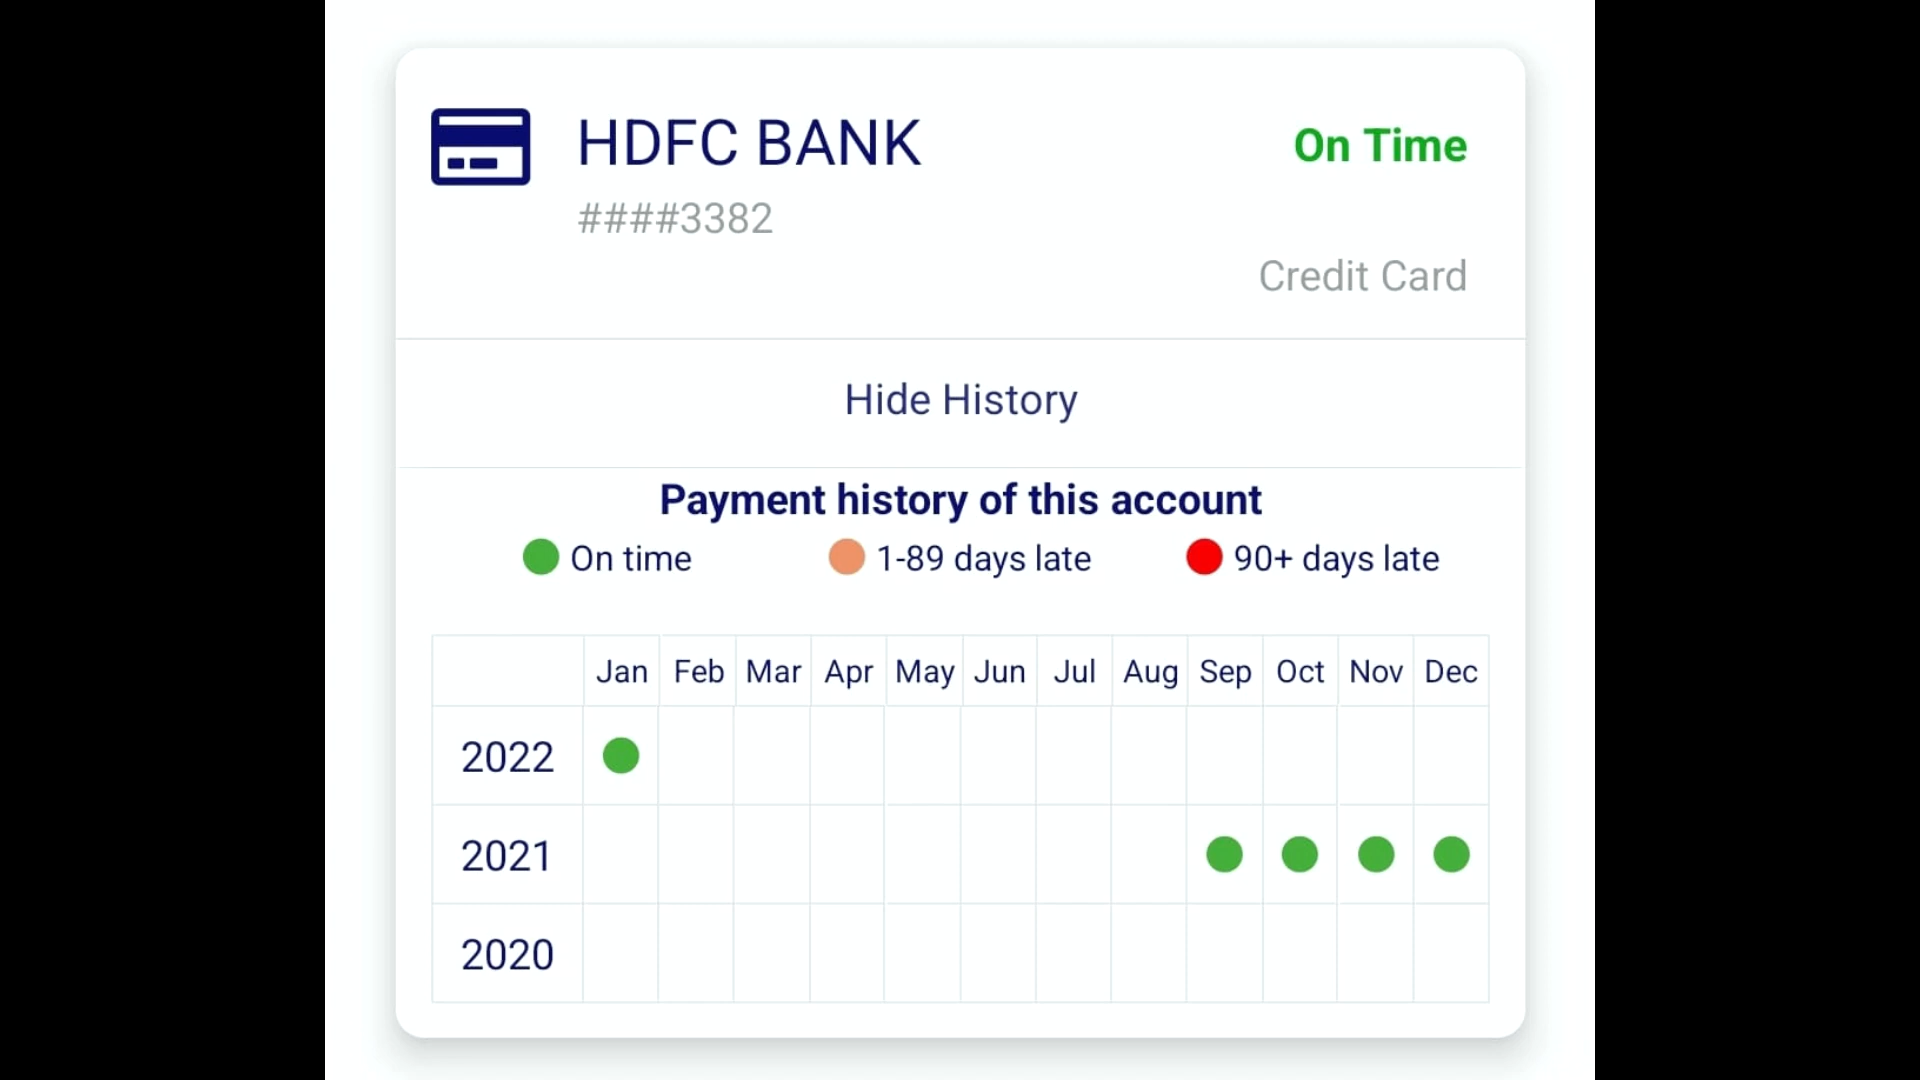 HDFC BANK
On Time
####3382
Credit Card
Hide History
Payment history of this account
On time 1-89 days late 90+ days late
Jan Feb Mar Apr May Jun Jul Aug Sep Oct Nov Dec
2022
2021
2020